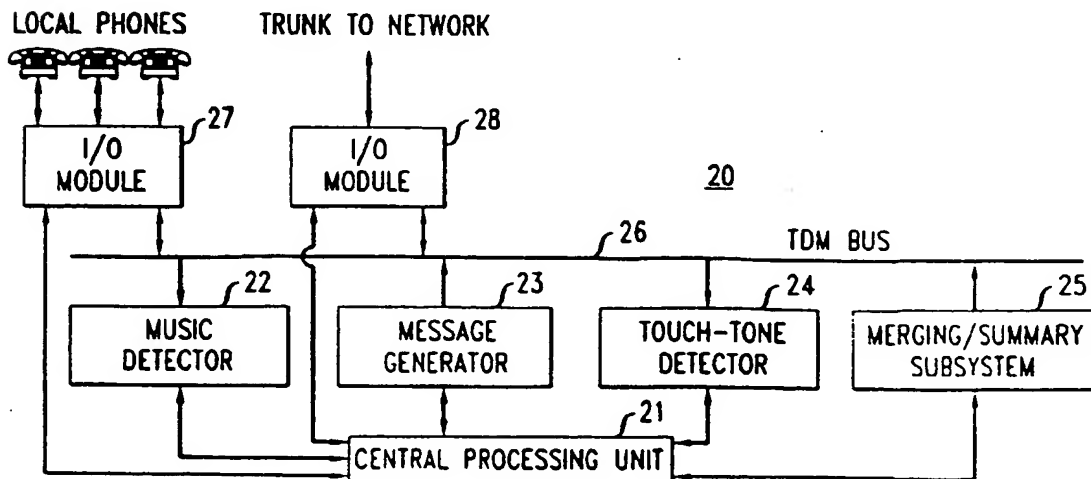 LOCAL PHONES
TRUNK TO NETWORK
27
28
I/O
MODULE
I/O
MODULE
20
26
TDM BUS
22
23
24
25
MUSIC
DETECTOR
MESSAGE
GENERATOR
TOUCH-TONE
DETECTOR
MERGING/SUMMARY
SUBSYSTEM
21
CENTRAL PROCESSING UNIT